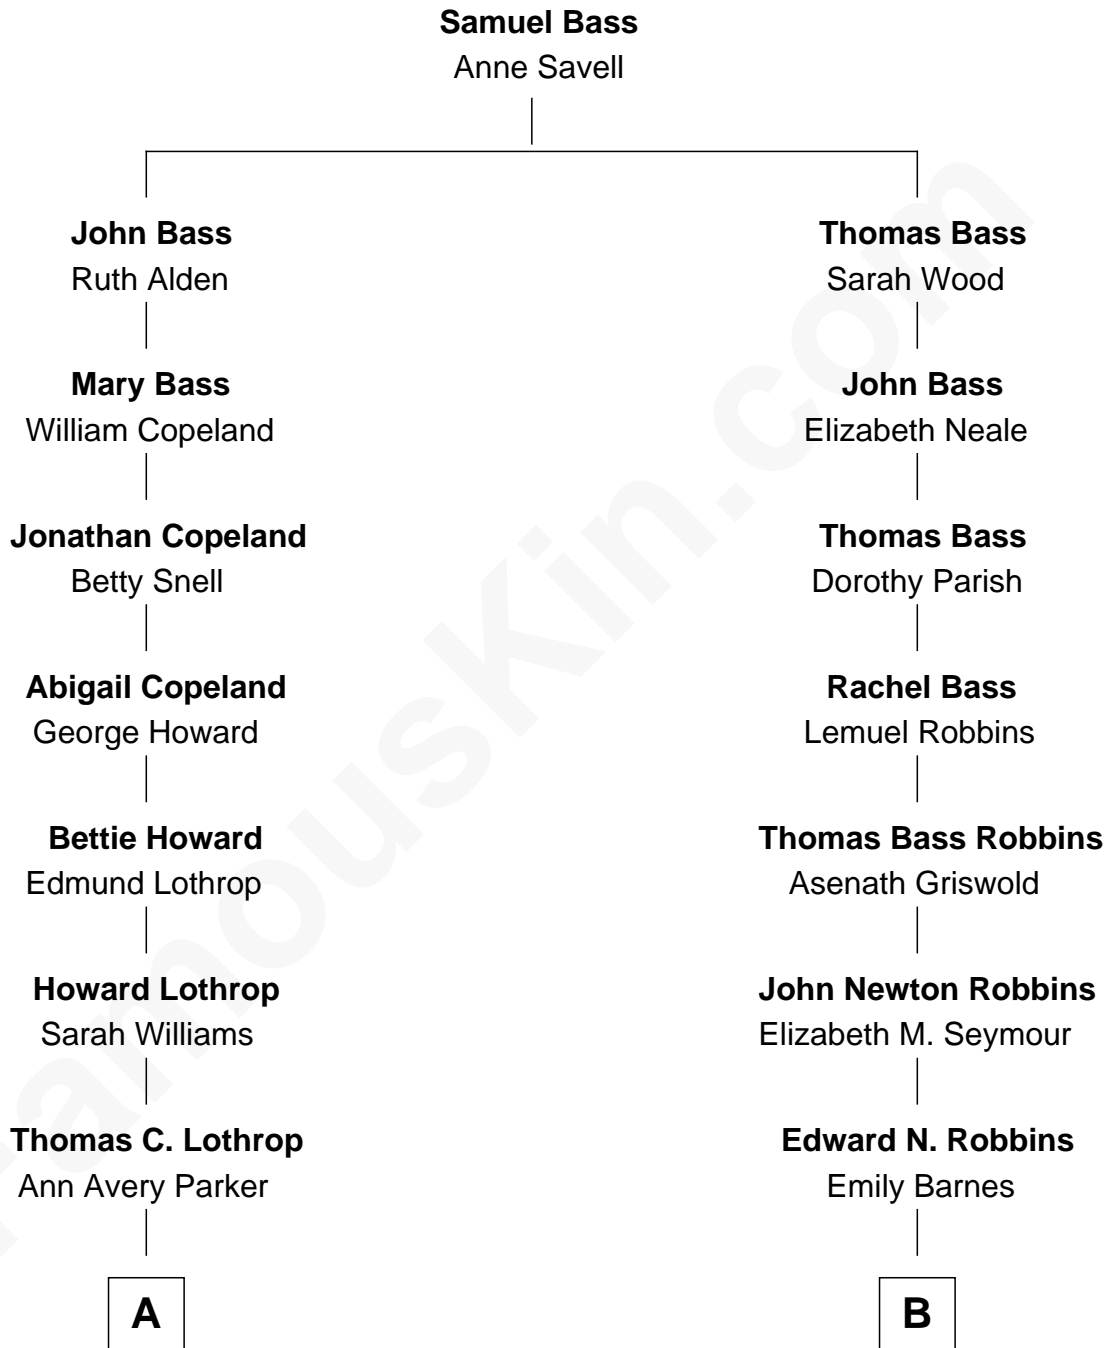 Samuel Bass
Anne Savell
John Bass
Ruth Alden
Thomas Bass
Sarah Wood
Mary Bass
William Copeland
John Bass
Elizabeth Neale
Jonathan Copeland
Betty Snell
Thomas Bass
Dorothy Parish
Abigail Copeland
George Howard
Rachel Bass
Lemuel Robbins
Bettie Howard
Edmund Lothrop
Thomas Bass Robbins
Asenath Griswold
Howard Lothrop
Sarah Williams
John Newton Robbins
Elizabeth M. Seymour
Thomas C. Lothrop
Ann Avery Parker
Edward N. Robbins
Emily Barnes
A
B
FamousKin.com